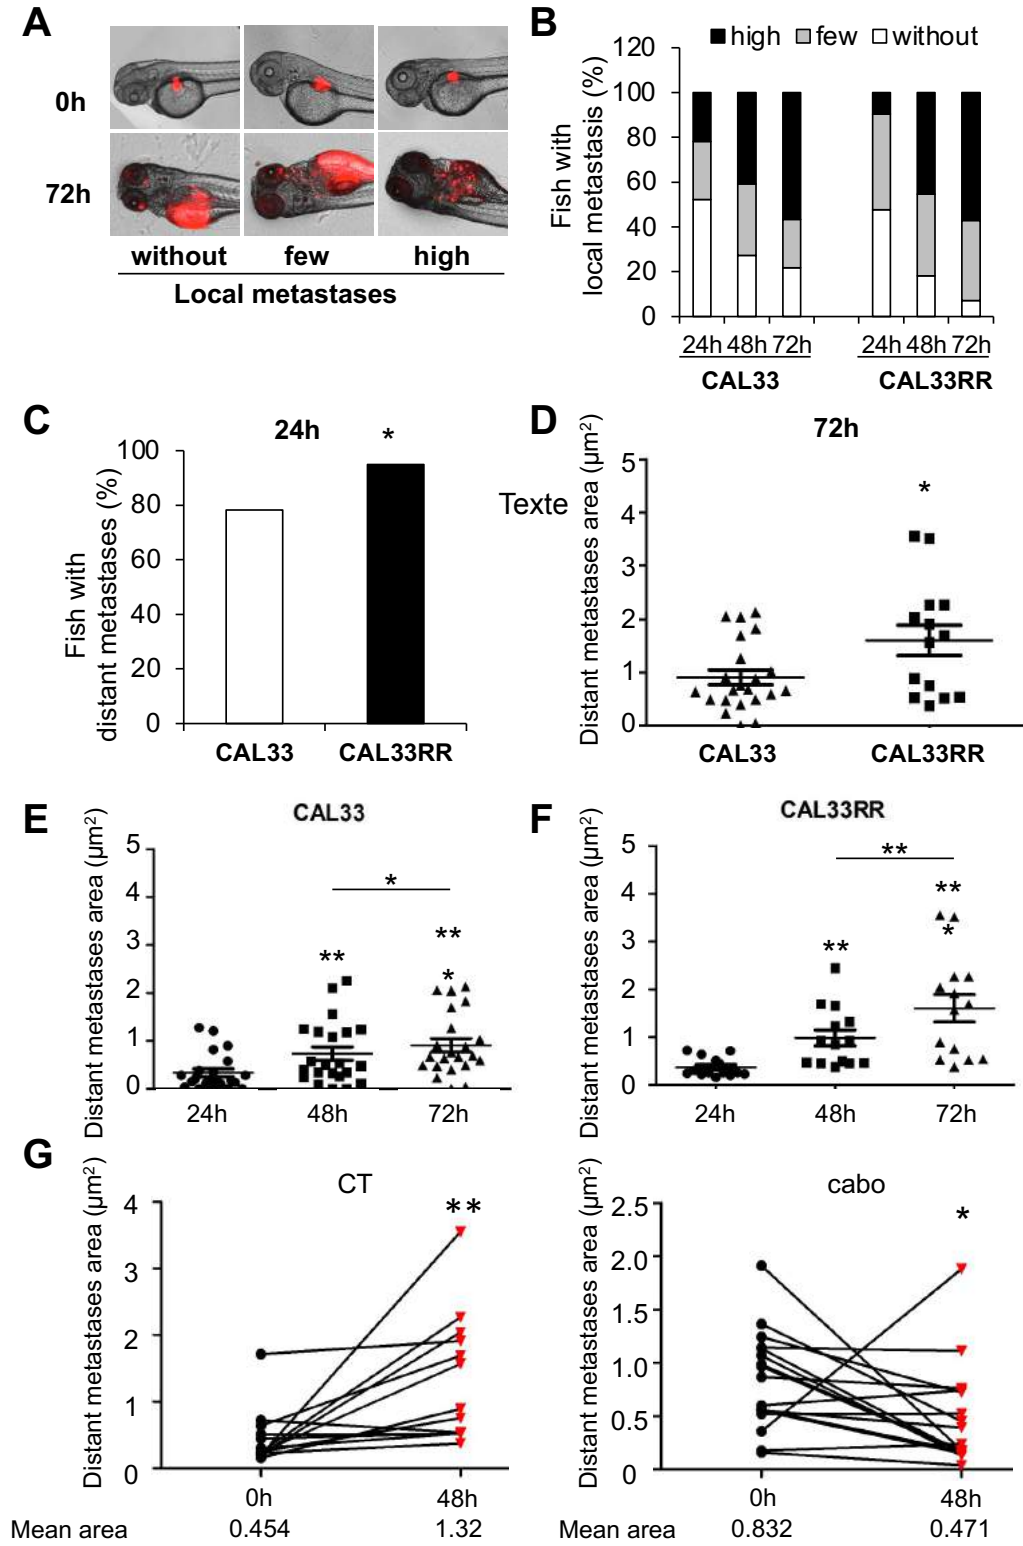 A
0h
72h
without few high
Local metastases
B
high few without
Fish with
local metastasis (%)
120
100
80
60
40
20
0
24h 48h 72h 24h 48h 72h
CAL33 CAL33RR
C
24h
*
Fish with
distant metastases (%)
100
80
60
40
20
0
CAL33 CAL33RR
Texte
D
72h
*
Distant metastases area (µm²)
5
4
3
2
1
0
CAL33 CAL33RR
E
CAL33
Distant metastases area (µm²)
5
4
3
2
1
0
*
**
**
*
24h 48h 72h
F
CAL33RR
Distant metastases area (µm²)
5
4
3
2
1
0
**
**
**
*
24h 48h 72h
G
CT
**
Distant metastases area (µm²)
4
3
2
1
0
0h 48h
Mean area 0.454 1.32
cabo
*
Distant metastases area (µm²)
2.5
2.0
1.5
1.0
0.5
0
0h 48h
Mean area 0.832 0.471